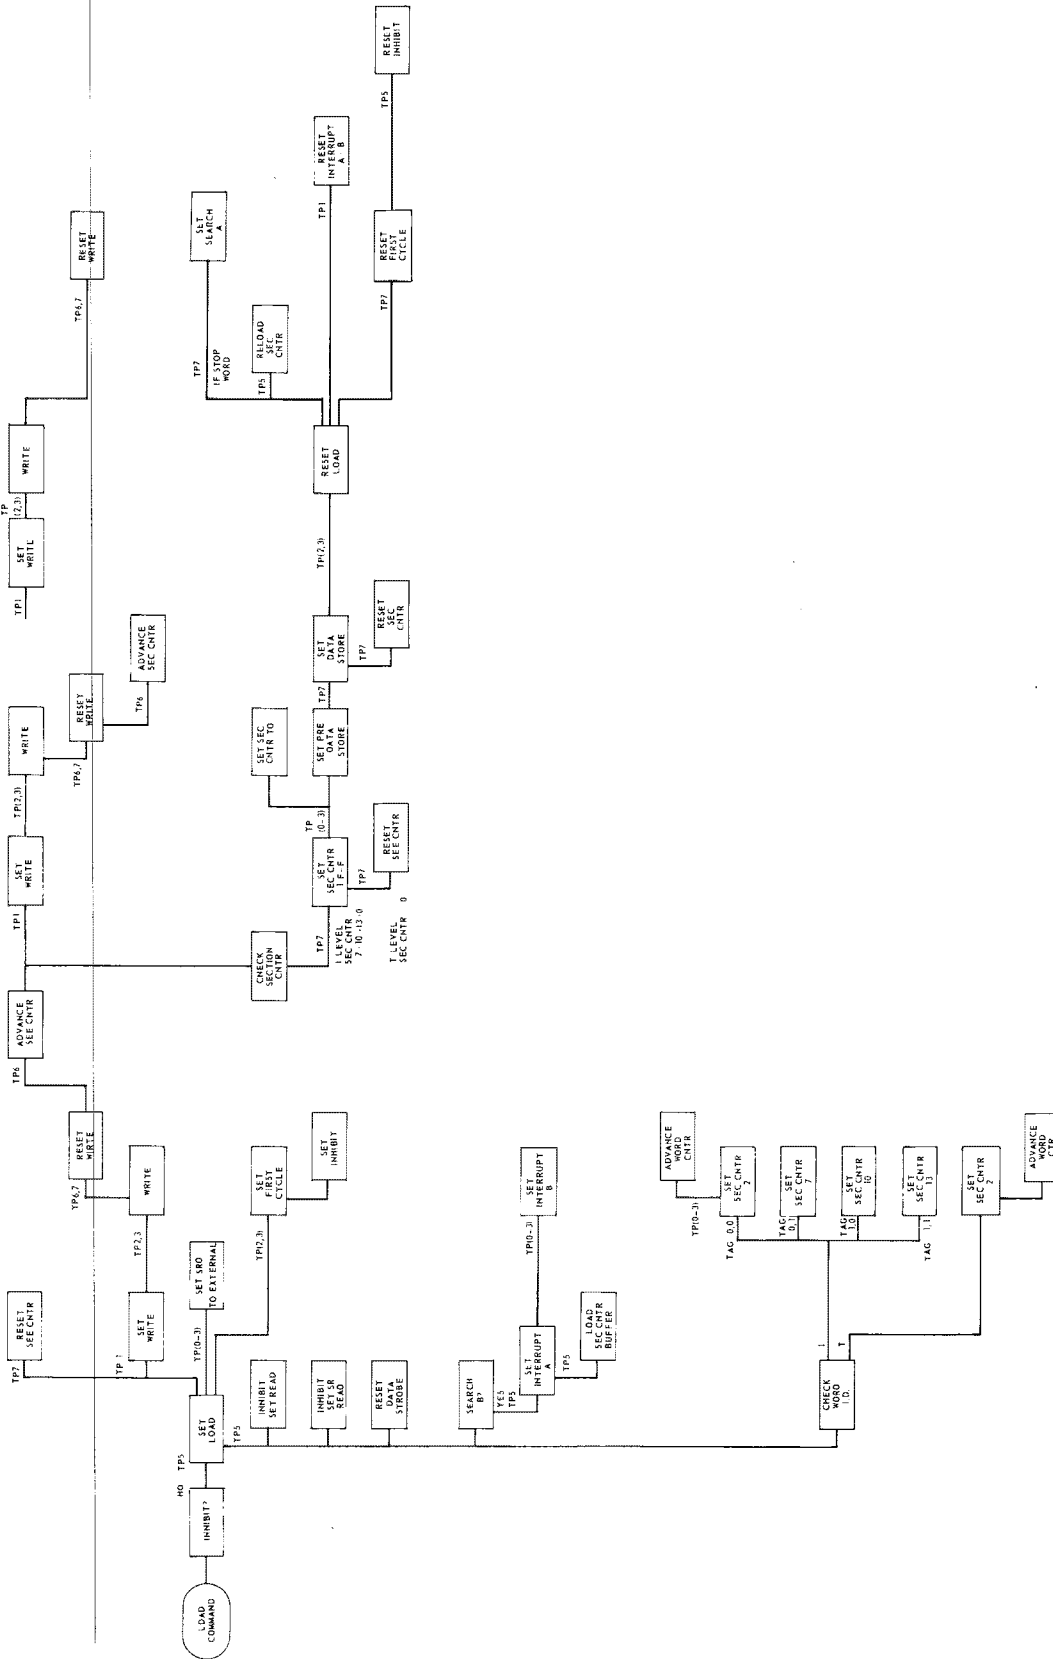 LOAD
COMMAND
INHIBIT?
NO
TP5
SET
LOAD
TP5
TP7
RESET
SEE CNTR
TP 1
SET
WRITE
TP2,3
WRITE
TP6,7
RESET
WIRTE
TP6
ADVANCE
SEE CNTR
TP1
SET
WRITE
TP(2,3)
WRITE
TP6,7
RESET
WRITE
TP6
ADVANCE
SEC CNTR
TP1
SET
WRITE
TP
(2,3)
WRITE
TP6,7
RESET
WRITE
TP(0-3)
SET SRO
TO EXTERNAL
TP(2,3)
SET
FIRST
CYCLE
SET
INHIBIT
CHECK
SECTION
CNTR
TP7
I LEVEL
SEC CNTR
7-10-13-0
T LEVEL
SEC CNTR 0
SET
SEC CNTR
1 F-F
TP7
RESET
SEE CNTR
TP
(0-3)
SET SEC
CNTR TO
SET PRE
DATA
STORE
TP7
SET
DATA
STORE
TP7
RESET
SEC
CNTR
TP(2,3)
RESET
LOAD
TP5
RELOAD
SEC
CNTR
TP7
IF STOP
WORD
SET
SEARCH
A
TP1
RESET
INTERRUPT
A B
TP7
RESET
FIRST
CYCLE
TP5
RESET
INHIBIT
INHIBIT
SET READ
INHIBIT
SET SR
READ
RESET
DATA
STROBE
SEARCH
B?
YES
TP5
SET
INTERRUPT
A
TP5
LOAD
SEC CNTR
BUFFER
TP(0-3)
SET
INTERRUPT
B
CHECK
WORD
I.D.
I
T
TAG 0,0
SET
SEC CNTR
2
TP(0-3)
ADVANCE
WORD
CNTR
TAG
0,1
SET
SEC CNTR
7
TAG
1,0
SET
SEC CNTR
10
TAG 1,1
SET
SEC CNTR
13
SET
SEC CNTR
2
ADVANCE
WORD
CTR